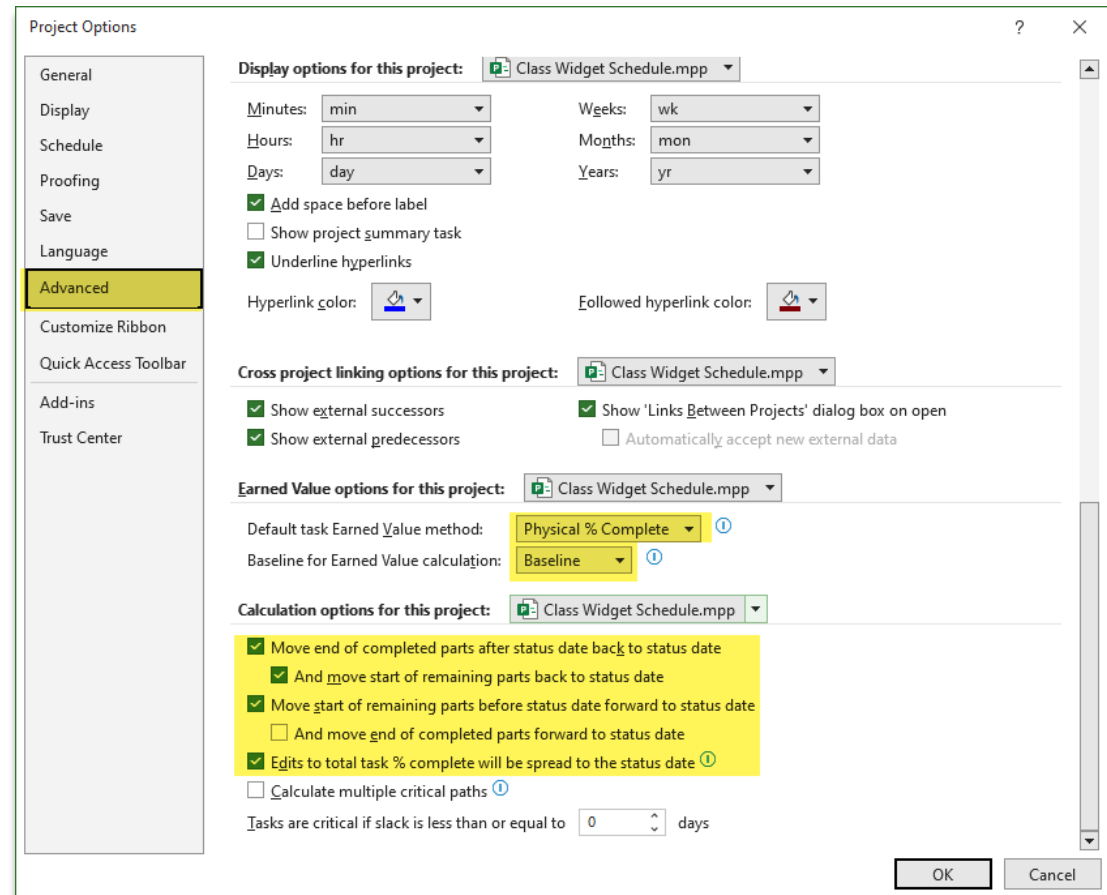 Project Options
?
General
Display
Schedule
Proofing
Save
Language
Advanced
Customize Ribbon
Quick Access Toolbar
Add-ins
Trust Center
Display options for this project: Class Widget Schedule.mpp
Minutes: min Weeks: wk
Hours: hr Months: mon
Days: day Years: yr
Add space before label
Show project summary task
Underline hyperlinks
Hyperlink color: Followed hyperlink color:
Cross project linking options for this project: Class Widget Schedule.mpp
Show external successors Show 'Links Between Projects' dialog box on open
Show external predecessors Automatically accept new external data
Earned Value options for this project: Class Widget Schedule.mpp
Default task Earned Value method: Physical % Complete
Baseline for Earned Value calculation: Baseline
Calculation options for this project: Class Widget Schedule.mpp
Move end of completed parts after status date back to status date
And move start of remaining parts back to status date
Move start of remaining parts before status date forward to status date
And move end of completed parts forward to status date
Edits to total task % complete will be spread to the status date
Calculate multiple critical paths
Tasks are critical if slack is less than or equal to 0 days
OK Cancel